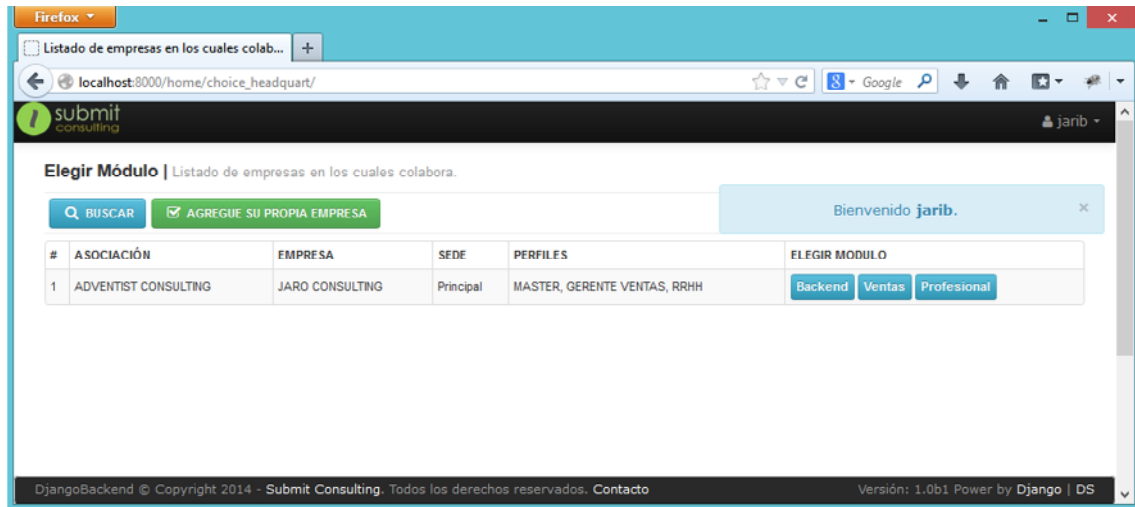 Firefox
Listado de empresas en los cuales colab...
localhost:8000/home/choice_headquart/
Google
submit
consulting
jarib
Elegir Módulo | Listado de empresas en los cuales colabora.
BUSCAR AGREGUE SU PROPIA EMPRESA
Bienvenido jarib. ×
# ASOCIACIÓN EMPRESA SEDE PERFILES ELEGIR MODULO
1 ADVENTIST CONSULTING JARO CONSULTING Principal MASTER, GERENTE VENTAS, RRHH Backend Ventas Profesional
DjangoBackend © Copyright 2014 - Submit Consulting. Todos los derechos reservados. Contacto Versión: 1.0b1 Power by Django | DS